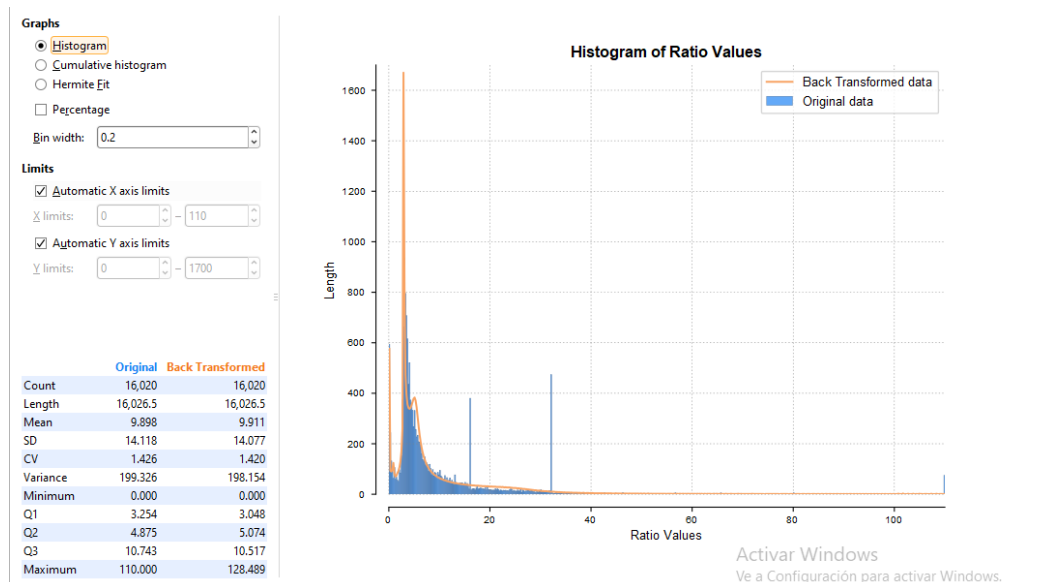 Graphs
Histogram
Cumulative histogram
Hermite Fit
Percentage
Bin width: 0.2
Limits
Automatic X axis limits
X limits: 0 – 110
Automatic Y axis limits
Y limits: 0 – 1700
Original Back Transformed
Count 16,020 16,020
Length 16,026.5 16,026.5
Mean 9.898 9.911
SD 14.118 14.077
CV 1.426 1.420
Variance 199.326 198.154
Minimum 0.000 0.000
Q1 3.254 3.048
Q2 4.875 5.074
Q3 10.743 10.517
Maximum 110.000 128.489
Histogram of Ratio Values
Back Transformed data
Original data
1600
1400
1200
1000
800
600
400
200
0
Length
0 20 40 60 80 100
Ratio Values
Activar Windows
Ve a Configuración para activar Windows.